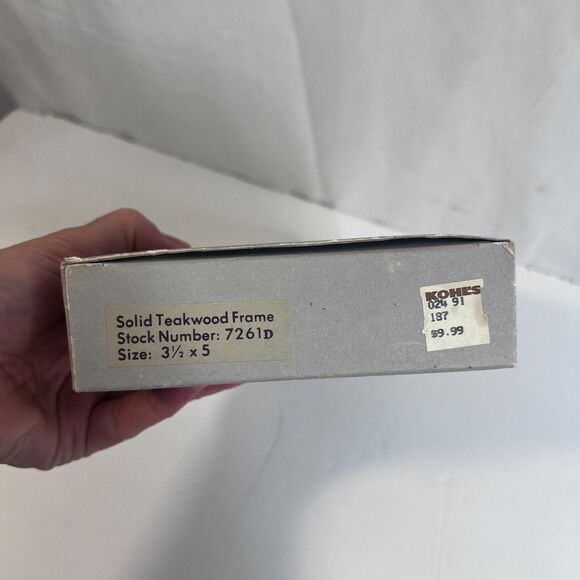 Solid Teakwood Frame
Stock Number: 7261D
Size: 3½ x 5
KOHL'S
024 91
187
$9.99